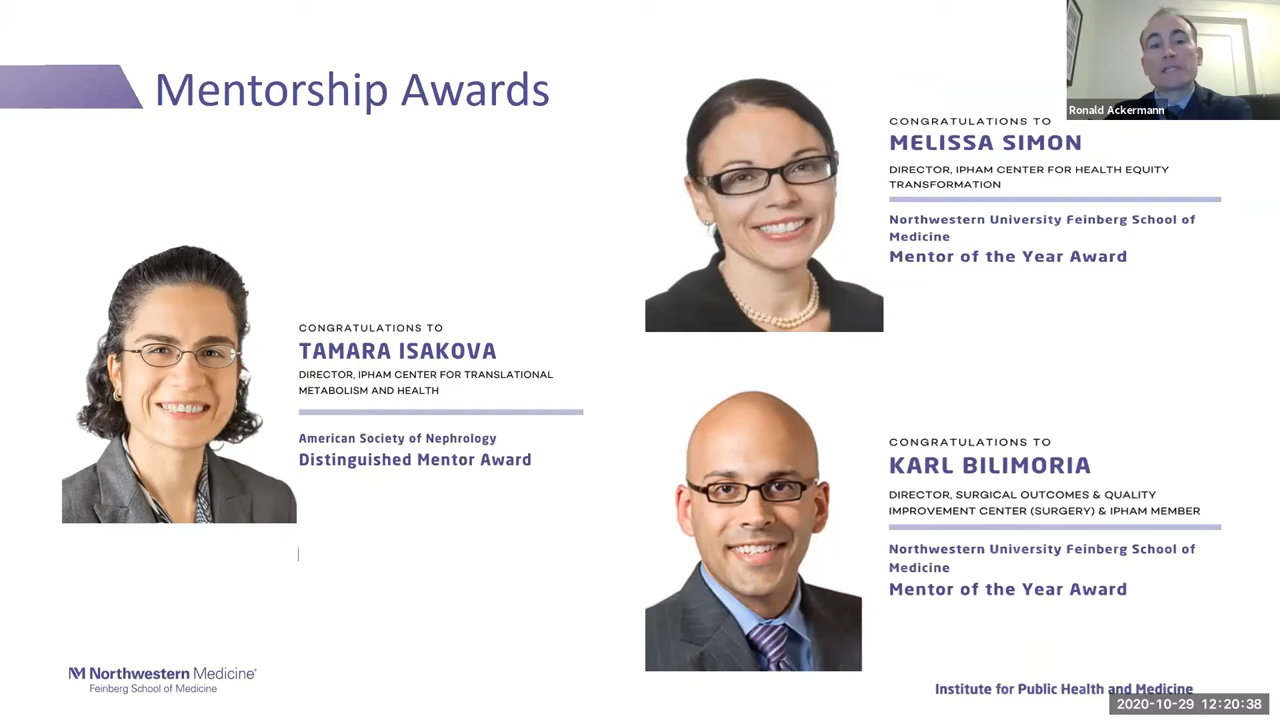 Mentorship Awards
Ronald Ackermann
CONGRATULATIONS TO
MELISSA SIMON
DIRECTOR, IPHAM CENTER FOR HEALTH EQUITY
TRANSFORMATION
Northwestern University Feinberg School of
Medicine
Mentor of the Year Award
CONGRATULATIONS TO
TAMARA ISAKOVA
DIRECTOR, IPHAM CENTER FOR TRANSLATIONAL
METABOLISM AND HEALTH
American Society of Nephrology
Distinguished Mentor Award
CONGRATULATIONS TO
KARL BILIMORIA
DIRECTOR, SURGICAL OUTCOMES & QUALITY
IMPROVEMENT CENTER (SURGERY) & IPHAM MEMBER
Northwestern University Feinberg School of
Medicine
Mentor of the Year Award
M Northwestern Medicine®
Feinberg School of Medicine
Institute for Public Health and Medicine
2020-10-29 12:20:38